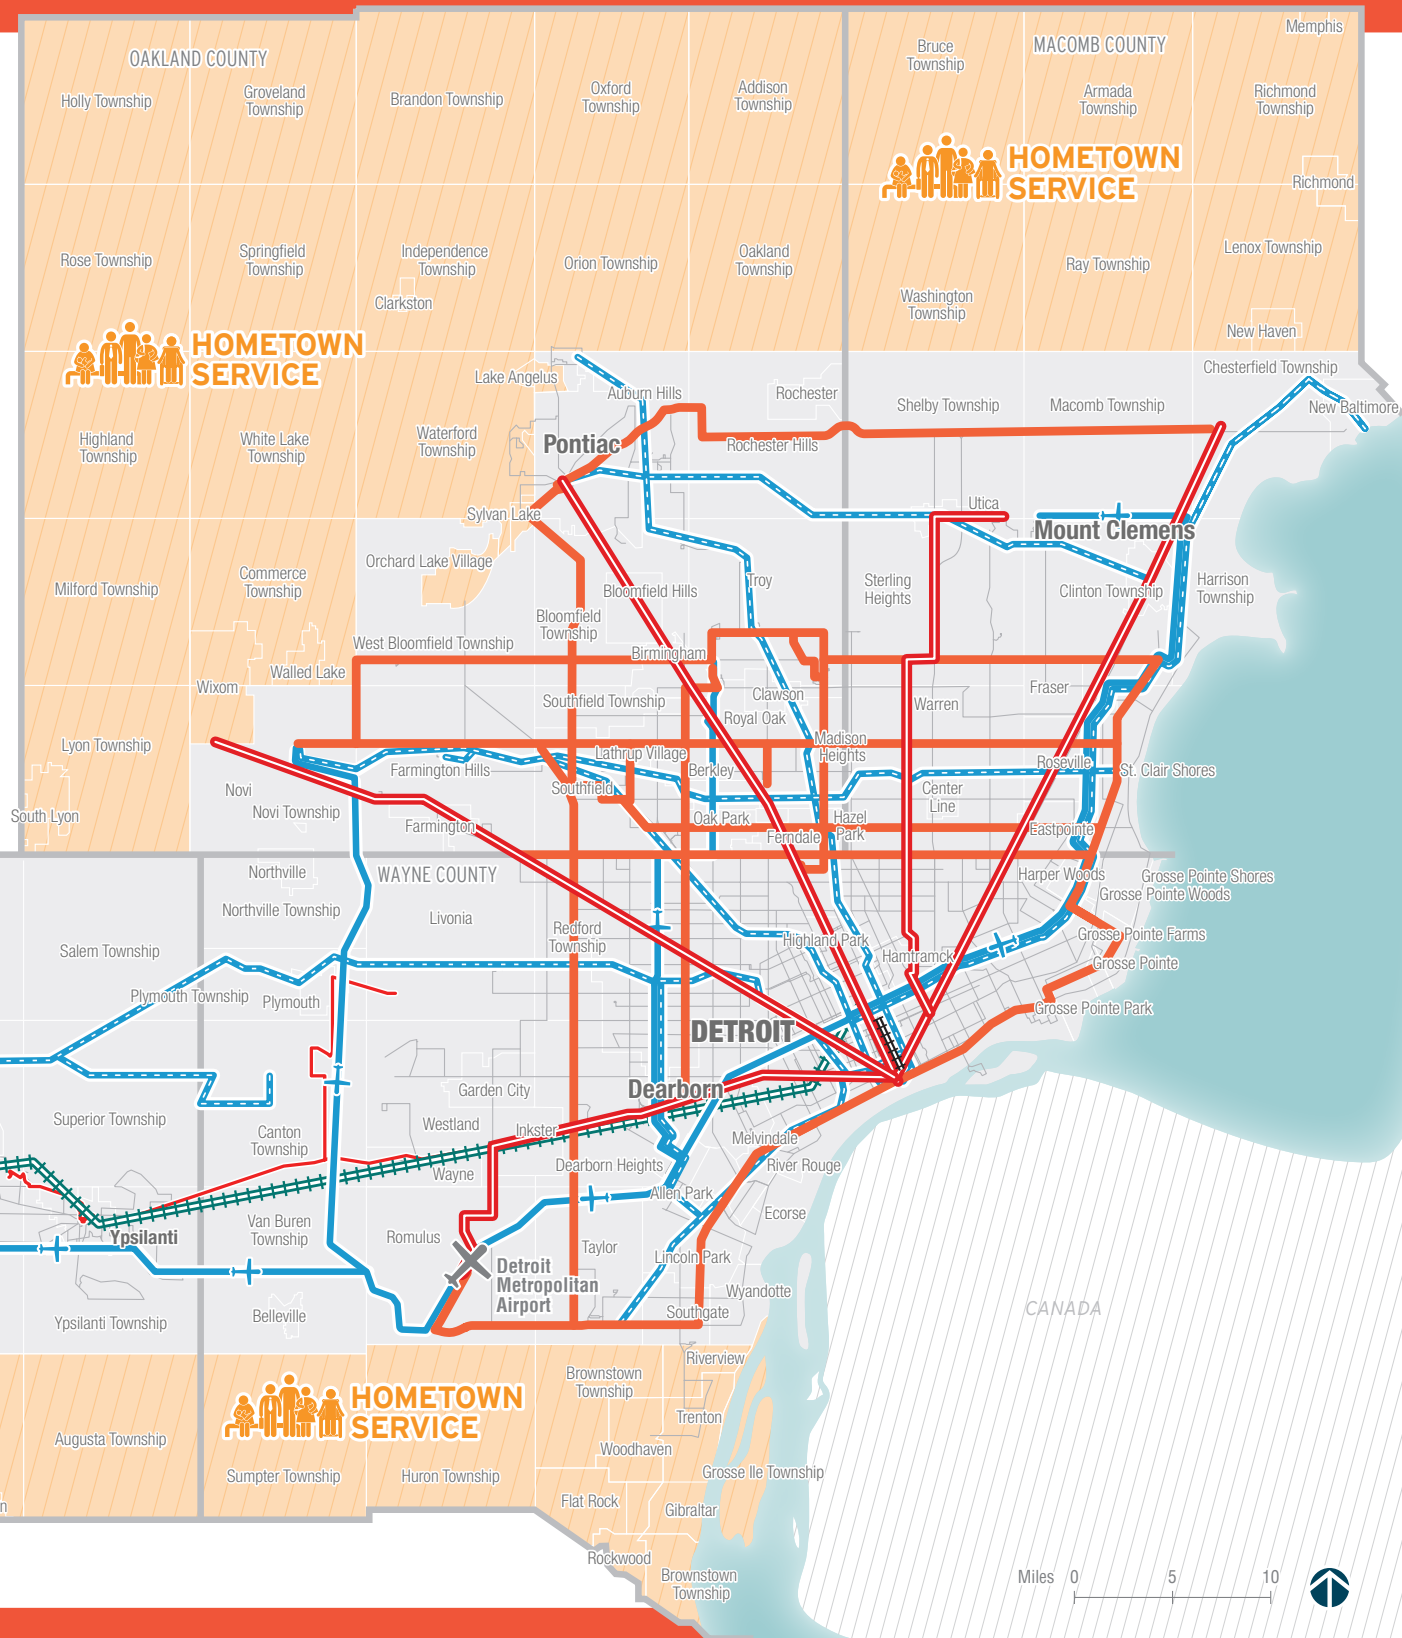 Memphis
OAKLAND COUNTY
MACOMB COUNTY
Bruce
Township
Holly Township
Groveland
Township
Brandon Township
Oxford
Township
Addison
Township
Armada
Township
Richmond
Township
HOMETOWN
SERVICE
Richmond
Rose Township
Springfield
Township
Independence
Township
Clarkston
Orion Township
Oakland
Township
Ray Township
Lenox Township
Washington
Township
New Haven
HOMETOWN
SERVICE
Lake Angelus
Auburn Hills
Rochester
Shelby Township
Macomb Township
Chesterfield Township
New Baltimore
Highland
Township
White Lake
Township
Waterford
Township
Pontiac
Rochester Hills
Sylvan Lake
Utica
Mount Clemens
Orchard Lake Village
Milford Township
Commerce
Township
Bloomfield Hills
Troy
Sterling
Heights
Clinton Township
Harrison
Township
Bloomfield
Township
West Bloomfield Township
Birmingham
Walled Lake
Wixom
Southfield Township
Clawson
Royal Oak
Warren
Fraser
Lyon Township
Lathrup Village
Madison
Heights
Farmington Hills
Berkley
Roseville
St. Clair Shores
Novi
Southfield
Center
Line
Novi Township
South Lyon
Farmington
Oak Park
Ferndale
Hazel
Park
Eastpointe
Northville
WAYNE COUNTY
Harper Woods
Grosse Pointe Shores
Grosse Pointe Woods
Northville Township
Livonia
Redford
Township
Highland Park
Hamtramck
Grosse Pointe Farms
Grosse Pointe
Salem Township
Plymouth Township
Plymouth
Grosse Pointe Park
DETROIT
Dearborn
Garden City
Superior Township
Canton
Township
Westland
Inkster
Melvindale
Wayne
Dearborn Heights
River Rouge
Allen Park
Ecorse
Ypsilanti
Van Buren
Township
Romulus
Taylor
Lincoln Park
Detroit
Metropolitan
Airport
Wyandotte
Southgate
Ypsilanti Township
Belleville
CANADA
Riverview
Brownstown
Township
HOMETOWN
SERVICE
Trenton
Augusta Township
Woodhaven
Sumpter Township
Huron Township
Grosse Ile Township
Flat Rock
Gibraltar
n
Rockwood
Brownstown
Township
Miles 0 5 10